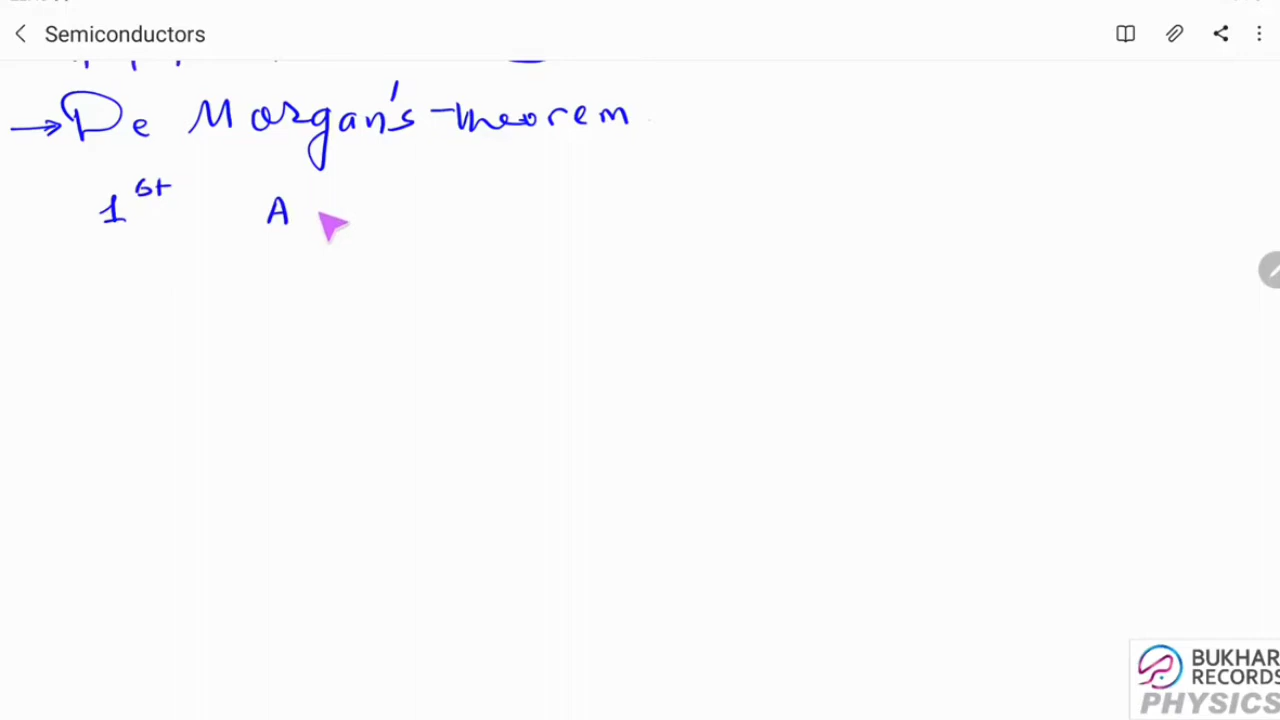 Semiconductors
→De Morgan's theorem
1st A
BUKHAR
RECORDS
PHYSICS